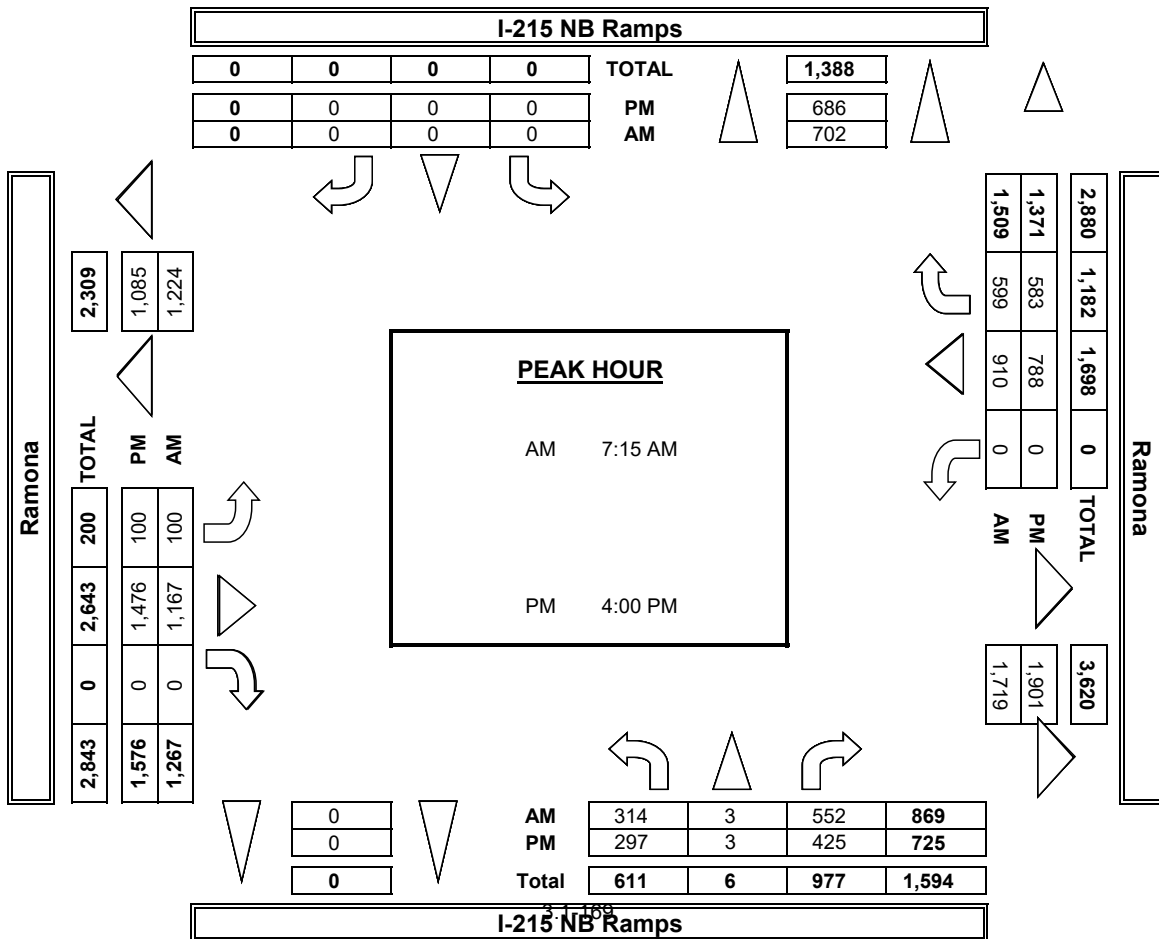 I-215 NB Ramps
0 0 0 0 TOTAL 1,388
0 0 0 0 PM 686
0 0 0 0 AM 702
Ramona
2,309
1,085
1,224
TOTAL
PM
AM
200 2,643 0 2,843
100 1,476 0 1,576
100 1,167 0 1,267
PEAK HOUR
AM 7:15 AM
PM 4:00 PM
2,880 1,182 1,698 0 TOTAL
1,371 583 788 0 PM
1,509 599 910 0 AM
3,620
1,901
1,719
Ramona
0 AM 314 3 552 869
0 PM 297 3 425 725
0 Total 611 6 977 1,594
3.1-169
I-215 NB Ramps